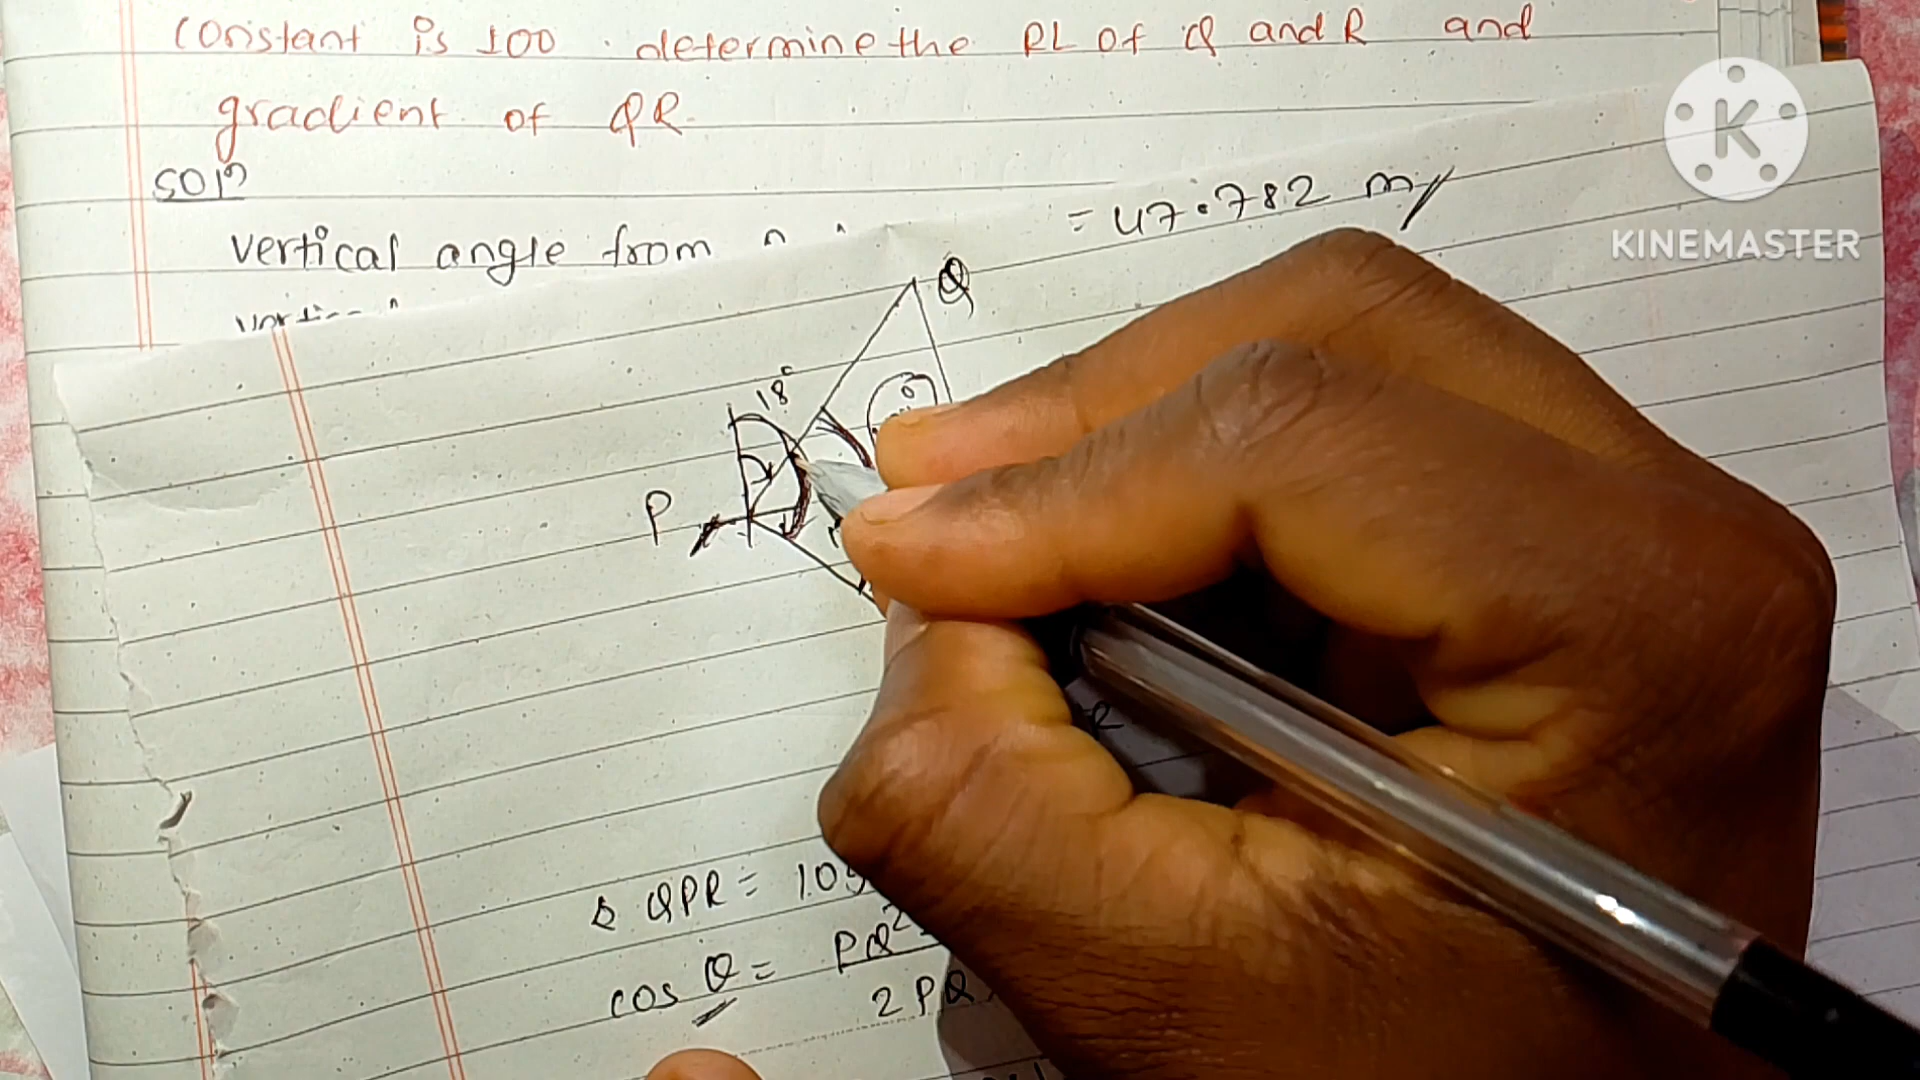 constant is 100 . determine the RL of Q and R and
gradient of QR.
Soln
vertical angle from
= 47.782 m
K
KINEMASTER
Q
18°
P
R
QPR = 109
cos Q = PQ²
2PQ